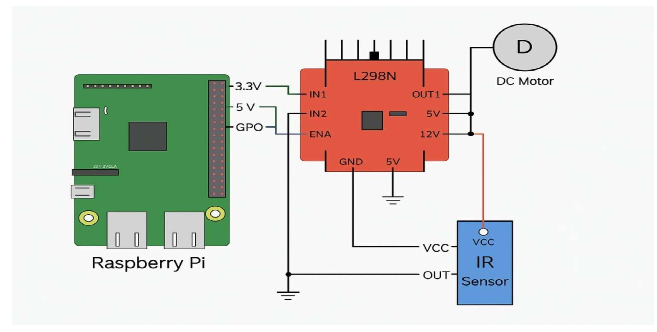 D
DC Motor
L298N
3.3V
5 V
GPO
IN1
IN2
ENA
OUT1
5V
12V
GND
5V
Raspberry Pi
VCC
OUT
VCC
IR
Sensor